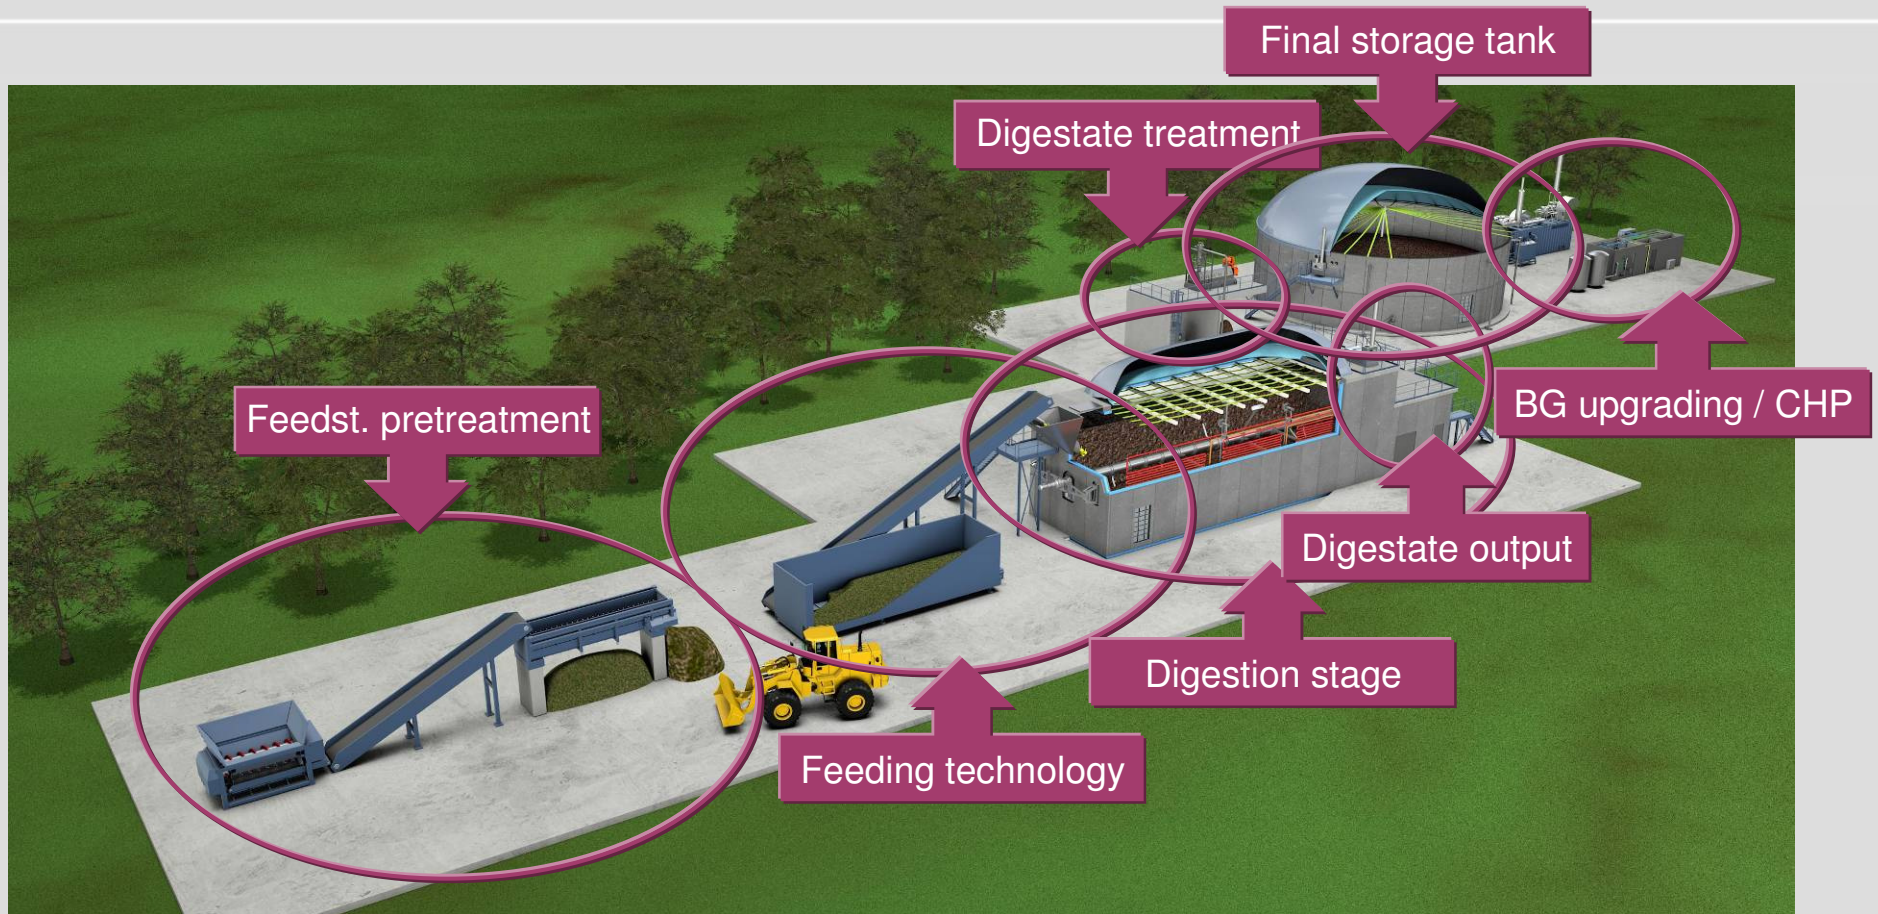 Final storage tank
Digestate treatment
Feedst. pretreatment
BG upgrading / CHP
Digestate output
Digestion stage
Feeding technology